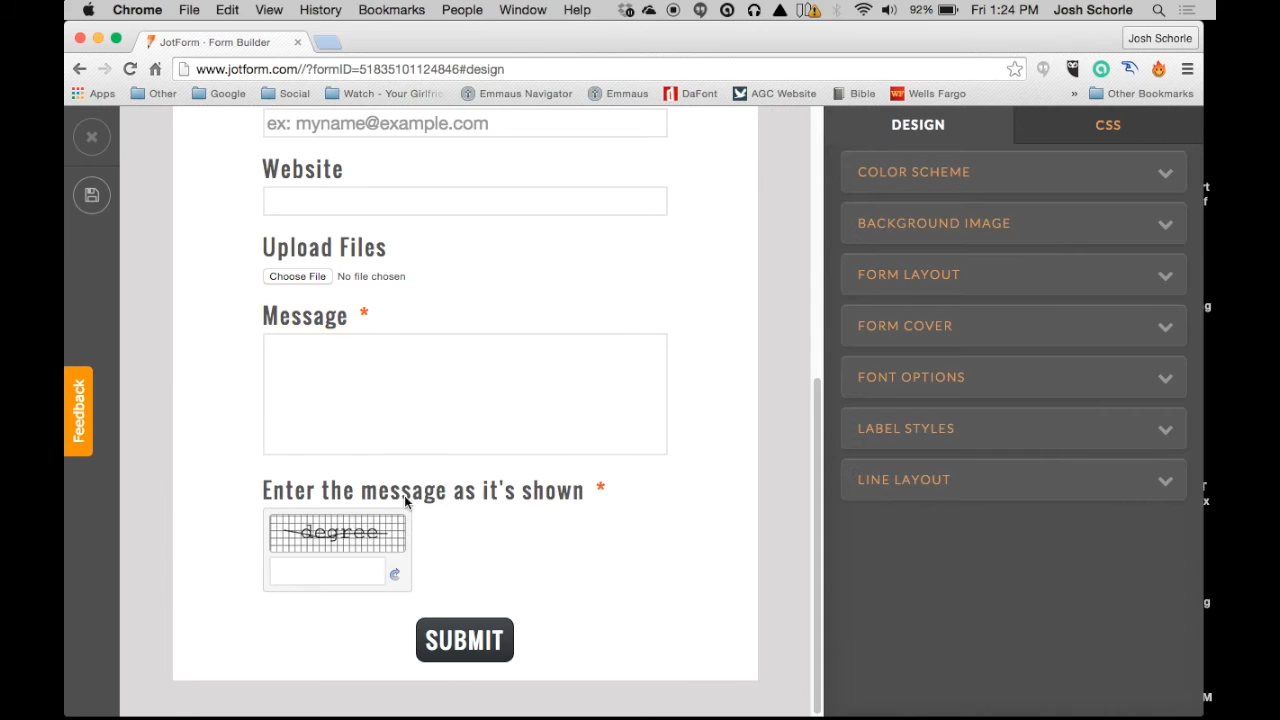 Chrome File Edit View History Bookmarks People Window Help 92% Fri 1:24 PM Josh Schorle
JotForm · Form Builder
Josh Schorle
www.jotform.com//?formID=51835101124846#design
Apps Other Google Social Watch - Your Girlfri Emmaus Navigator Emmaus DaFont AGC Website Bible WF Wells Fargo » Other Bookmarks
ex: myname@example.com
DESIGN
CSS
Website
COLOR SCHEME
BACKGROUND IMAGE
Upload Files
Choose File No file chosen
FORM LAYOUT
Message *
FORM COVER
FONT OPTIONS
Feedback
LABEL STYLES
LINE LAYOUT
Enter the message as it's shown *
degree
SUBMIT